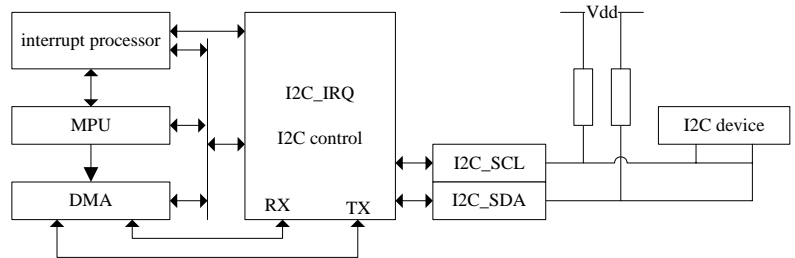 Vdd
interrupt processor
I2C_IRQ
MPU
I2C control
I2C device
I2C_SCL
DMA
RX
TX
I2C_SDA